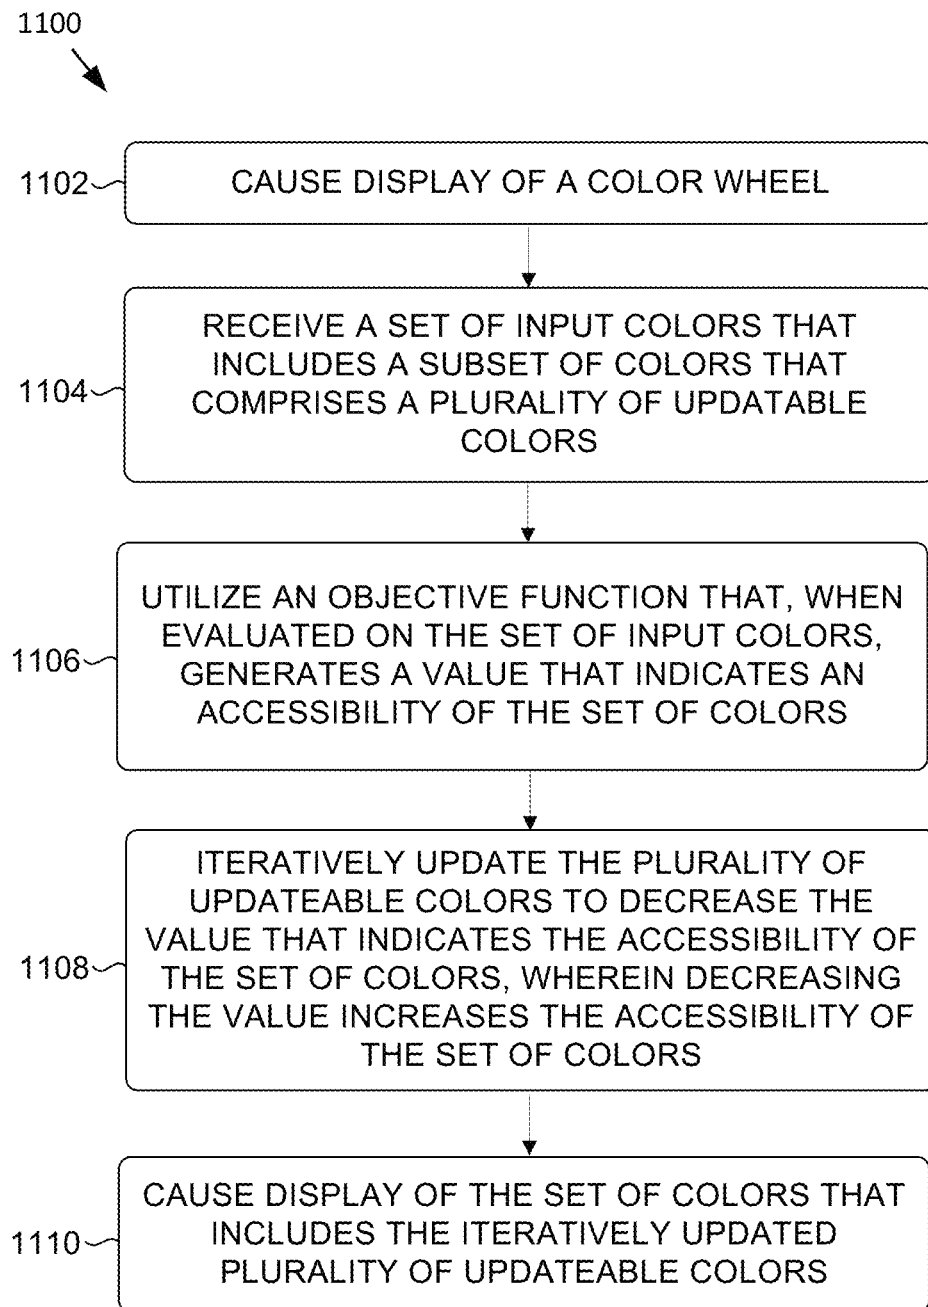 1100
1102
CAUSE DISPLAY OF A COLOR WHEEL
1104
RECEIVE A SET OF INPUT COLORS THAT
INCLUDES A SUBSET OF COLORS THAT
COMPRISES A PLURALITY OF UPDATABLE
COLORS
1106
UTILIZE AN OBJECTIVE FUNCTION THAT, WHEN
EVALUATED ON THE SET OF INPUT COLORS,
GENERATES A VALUE THAT INDICATES AN
ACCESSIBILITY OF THE SET OF COLORS
1108
ITERATIVELY UPDATE THE PLURALITY OF
UPDATEABLE COLORS TO DECREASE THE
VALUE THAT INDICATES THE ACCESSIBILITY OF
THE SET OF COLORS, WHEREIN DECREASING
THE VALUE INCREASES THE ACCESSIBILITY OF
THE SET OF COLORS
1110
CAUSE DISPLAY OF THE SET OF COLORS THAT
INCLUDES THE ITERATIVELY UPDATED
PLURALITY OF UPDATEABLE COLORS